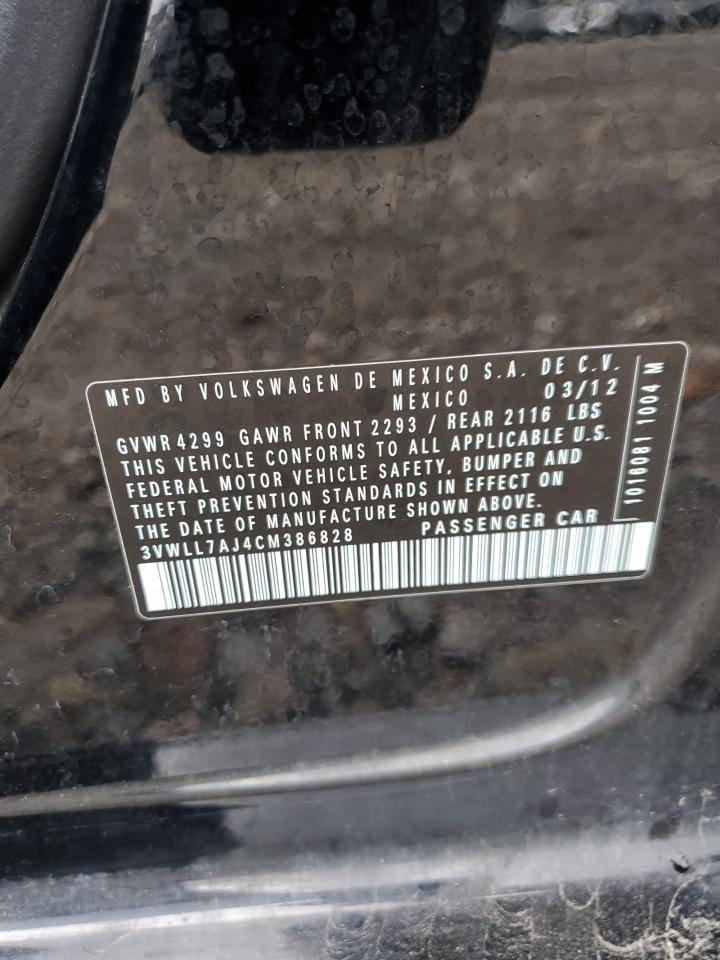 MFD BY VOLKSWAGEN DE MEXICO S.A. DE C.V.
MEXICO 03/12
GVWR 4299 GAWR FRONT 2293 / REAR 2116 LBS
THIS VEHICLE CONFORMS TO ALL APPLICABLE U.S.
FEDERAL MOTOR VEHICLE SAFETY, BUMPER AND
THEFT PREVENTION STANDARDS IN EFFECT ON
THE DATE OF MANUFACTURE SHOWN ABOVE.
3VWLL7AJ4CM386828 PASSENGER CAR
1016081 1004 M